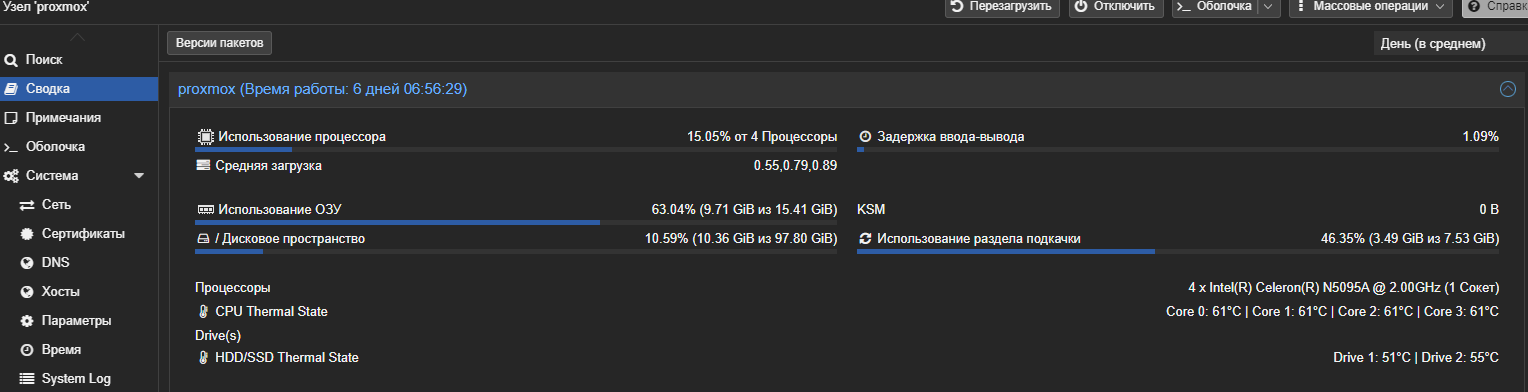 Узел 'proxmox'
Перезагрузить Отключить Оболочка Массовые операции
Версии пакетов День (в среднем)
Поиск
Сводка
Примечания
Оболочка
Система
Сеть
Сертификаты
DNS
Хосты
Параметры
Время
System Log
proxmox (Время работы: 6 дней 06:56:29)
Использование процессора 15.05% от 4 Процессоры
Задержка ввода-вывода 1.09%
Средняя загрузка 0.55,0.79,0.89
Использование ОЗУ 63.04% (9.71 GiB из 15.41 GiB)
KSM 0 B
/ Дисковое пространство 10.59% (10.36 GiB из 97.80 GiB)
Использование раздела подкачки 46.35% (3.49 GiB из 7.53 GiB)
Процессоры 4 x Intel(R) Celeron(R) N5095A @ 2.00GHz (1 Сокет)
CPU Thermal State Core 0: 61°C | Core 1: 61°C | Core 2: 61°C | Core 3: 61°C
Drive(s)
HDD/SSD Thermal State Drive 1: 51°C | Drive 2: 55°C